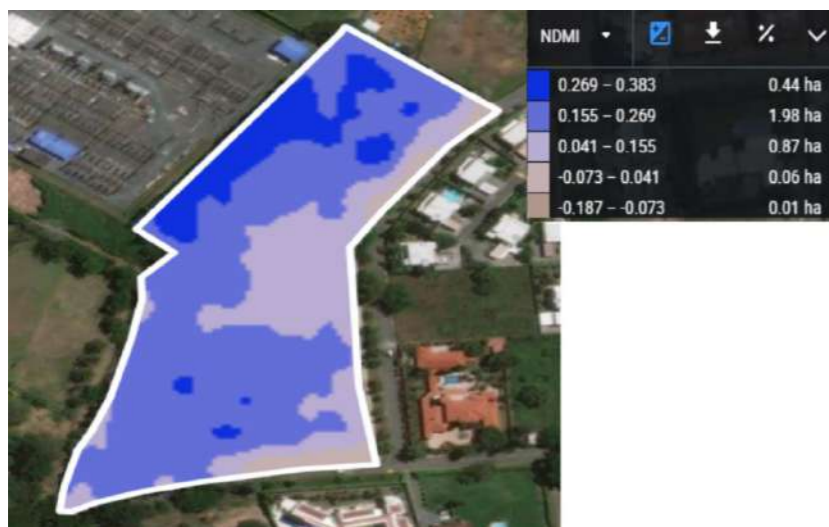 NDMI
0.269 – 0.383 0.44 ha
0.155 – 0.269 1.98 ha
0.041 – 0.155 0.87 ha
-0.073 – 0.041 0.06 ha
-0.187 – -0.073 0.01 ha